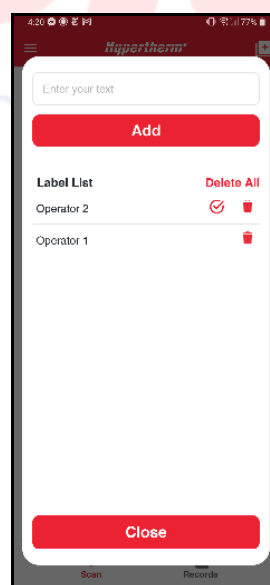 4:20 77%
Hypertherm®
Enter your text
Add
Label List Delete All
Operator 2
Operator 1
Close
Scan Records